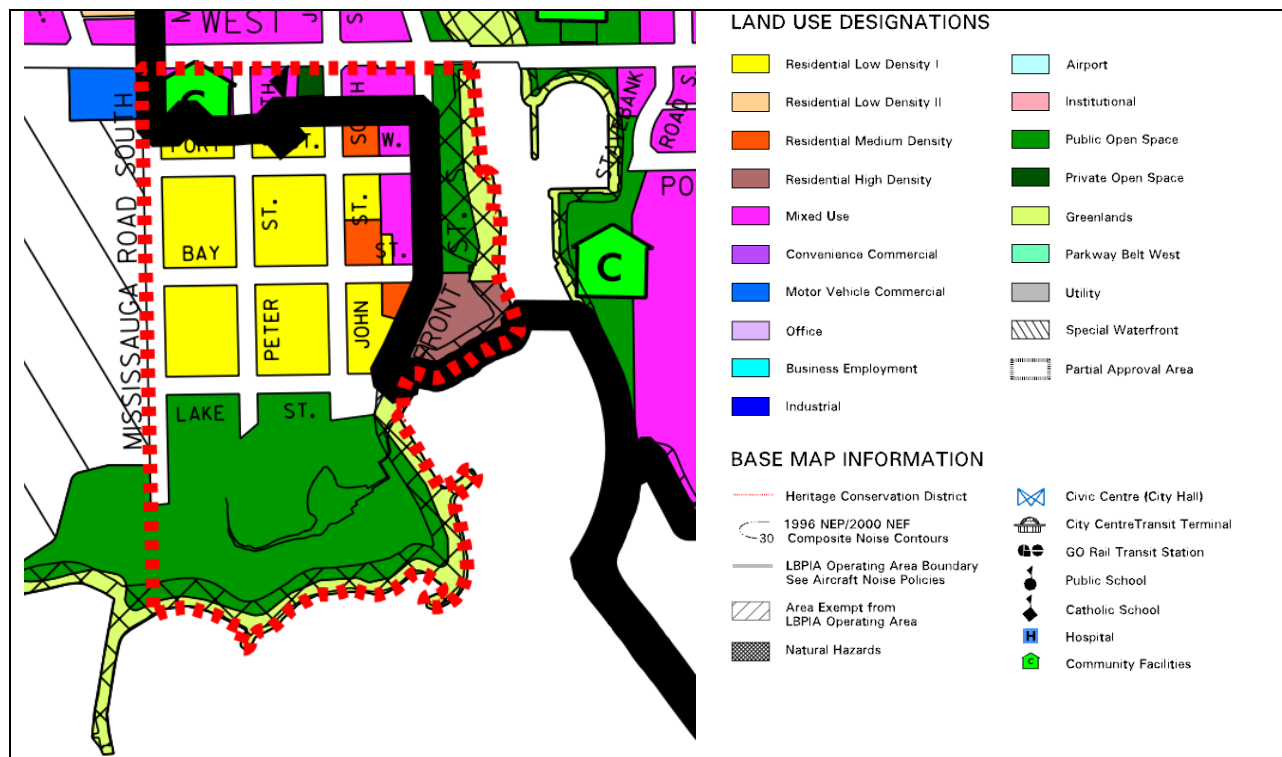 WEST
J
S
C
TH
SOUTH
PORT
ST.
W.
MISSISSAUGA ROAD SOUTH
BAY
ST.
ST.
PETER
JOHN
FRONT
ST. S.
LAKE ST.
STAVEBANK
ROAD S.
PO
C
LAND USE DESIGNATIONS
Residential Low Density I
Residential Low Density II
Residential Medium Density
Residential High Density
Mixed Use
Convenience Commercial
Motor Vehicle Commercial
Office
Business Employment
Industrial
Airport
Institutional
Public Open Space
Private Open Space
Greenlands
Parkway Belt West
Utility
Special Waterfront
Partial Approval Area
BASE MAP INFORMATION
Heritage Conservation District
1996 NEP/2000 NEF
30 Composite Noise Contours
LBPIA Operating Area Boundary
See Aircraft Noise Policies
Area Exempt from
LBPIA Operating Area
Natural Hazards
Civic Centre (City Hall)
City CentreTransit Terminal
GO Rail Transit Station
Public School
Catholic School
H Hospital
C Community Facilities